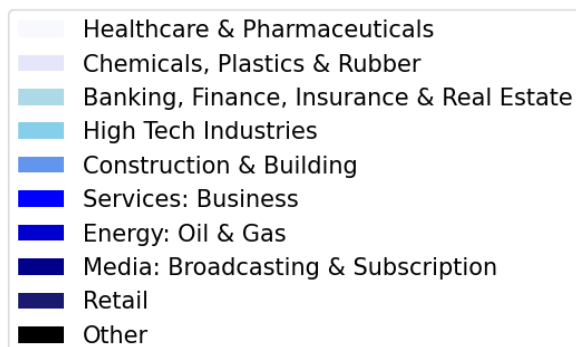 Healthcare & Pharmaceuticals
Chemicals, Plastics & Rubber
Banking, Finance, Insurance & Real Estate
High Tech Industries
Construction & Building
Services: Business
Energy: Oil & Gas
Media: Broadcasting & Subscription
Retail
Other